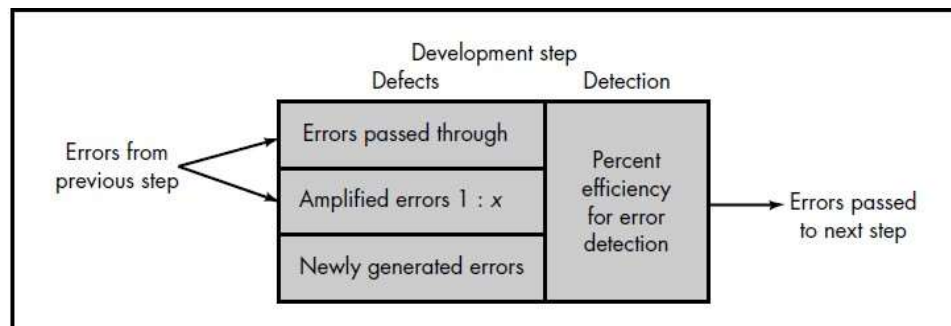 Development step
Defects
Detection
Errors from
previous step
Errors passed through
Amplified errors 1 : x
Newly generated errors
Percent
efficiency
for error
detection
Errors passed
to next step